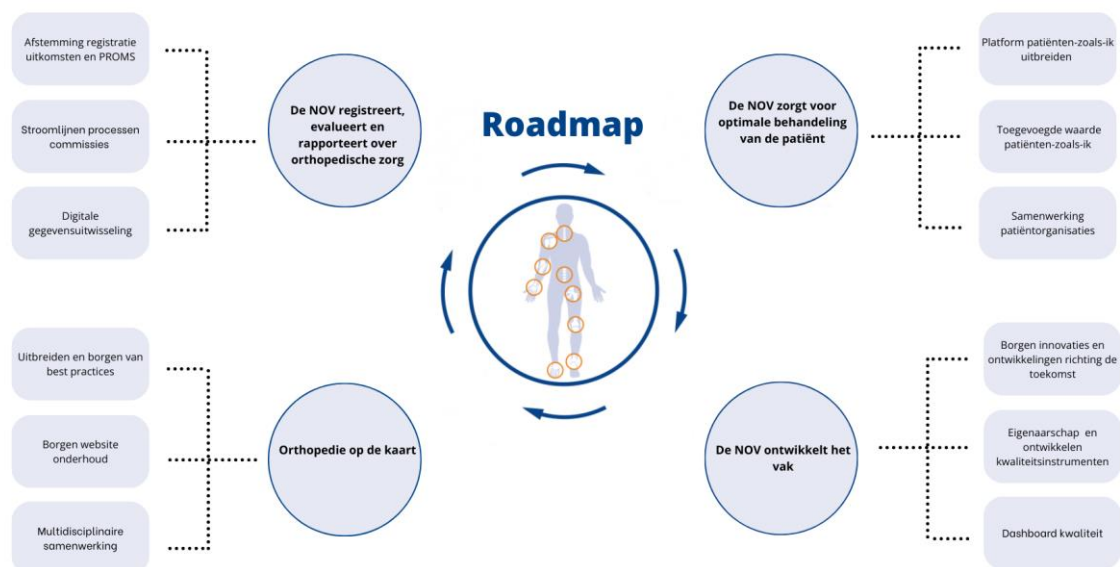 Roadmap
Afstemming registratie
uitkomsten en PROMS
Stroomlijnen processen
commissies
Digitale
gegevensuitwisseling
De NOV registreert,
evalueert en
rapporteert over
orthopedische zorg
De NOV zorgt voor
optimale behandeling
van de patiënt
Platform patiënten-zoals-ik
uitbreiden
Toegevoegde waarde
patiënten-zoals-ik
Samenwerking
patiëntorganisaties
Uitbreiden en borgen van
best practices
Borgen website
onderhoud
Multidisciplinaire
samenwerking
Orthopedie op de kaart
De NOV ontwikkelt het
vak
Borgen innovaties en
ontwikkelingen richting de
toekomst
Eigenaarschap en
ontwikkelen
kwaliteitsinstrumenten
Dashboard kwaliteit